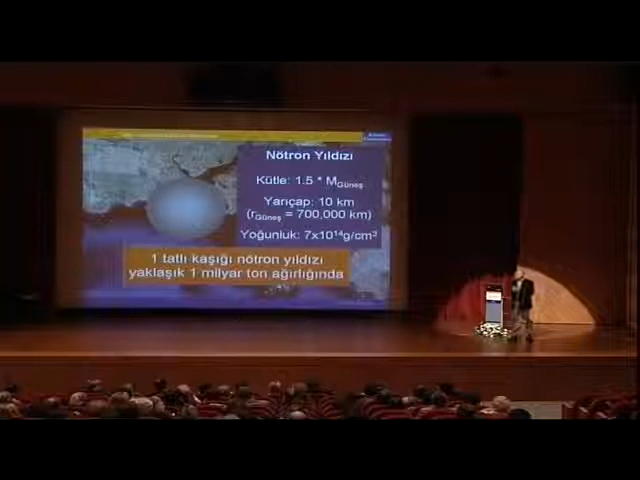 Nötron Yıldızı
Kütle: 1.5 * MGüneş
Yarıçap: 10 km
(rGüneş = 700,000 km)
Yoğunluk: 7x10¹⁴g/cm³
1 tatlı kaşığı nötron yıldızı
yaklaşık 1 milyar ton ağırlığında